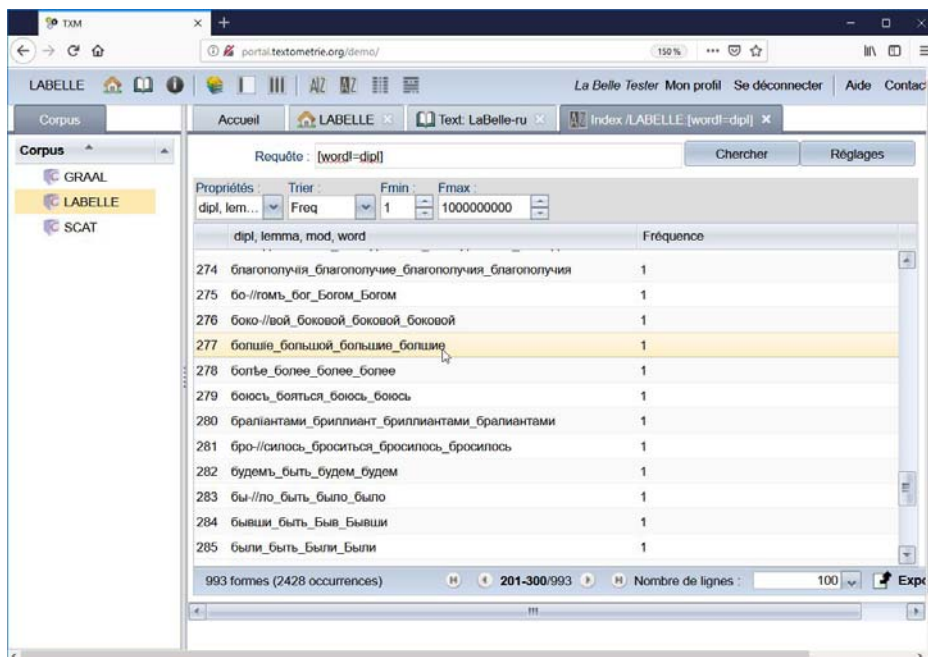 TXM
portal.textometrie.org/demo/
150 %
LABELLE
La Belle Tester Mon profil Se déconnecter Aide Contac
Corpus
Accueil LABELLE Text: LaBelle-ru Index /LABELLE [word!=dipl]
Corpus
GRAAL
LABELLE
SCAT
Requête : [word!=dipl] Chercher Réglages
Propriétés : Trier : Fmin : Fmax :
dipl, lem... Freq 1 1000000000
dipl, lemma, mod, word Fréquence
274 благополучія_благополучие_благополучия_благополучия 1
275 бо-//гомъ_бог_Богом_Богом 1
276 боко-//вой_боковой_боковой_боковой 1
277 болшіе_большой_большие_болшие 1
278 болѣе_более_более_более 1
279 боюсъ_бояться_боюсь_боюсь 1
280 браліантами_бриллиант_бриллиантами_бралиантами 1
281 бро-//силось_броситься_бросилось_бросилось 1
282 будемъ_быть_будем_будем 1
283 бы-//ло_быть_было_было 1
284 бывши_быть_Быв_Бывши 1
285 были_быть_Были_Были 1
993 formes (2428 occurrences) 201-300/993 Nombre de lignes : 100 Expo